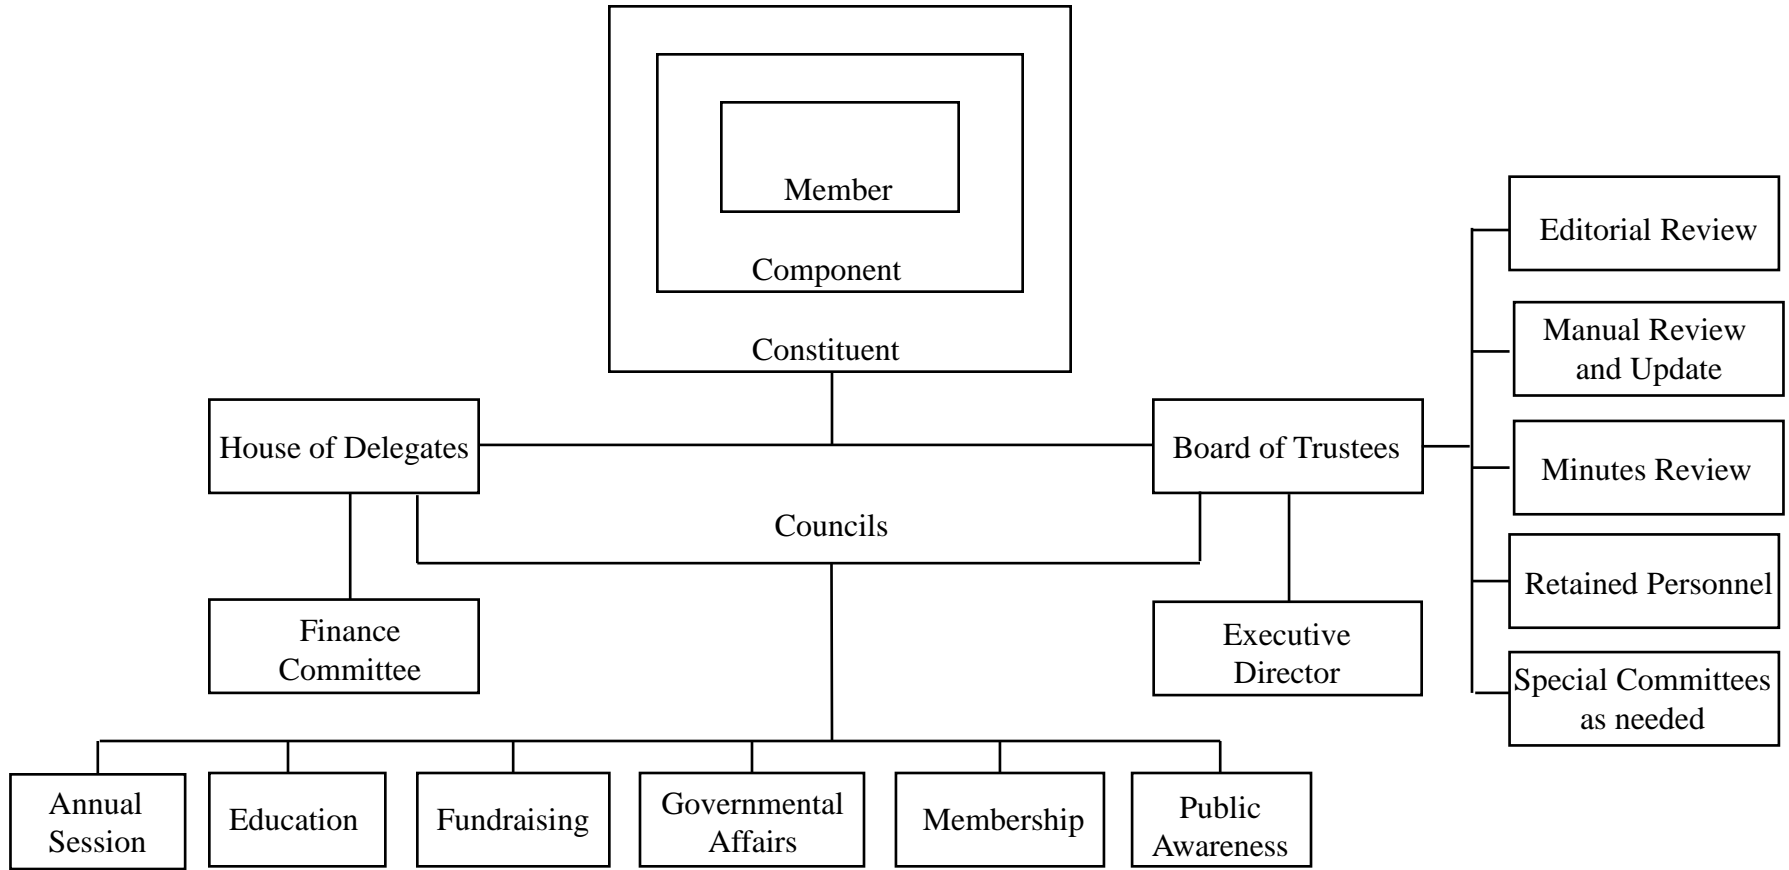 Member
Component
Constituent
House of Delegates
Board of Trustees
Councils
Finance
Committee
Executive
Director
Editorial Review
Manual Review
and Update
Minutes Review
Retained Personnel
Special Committees
as needed
Annual
Session
Education
Fundraising
Governmental
Affairs
Membership
Public
Awareness